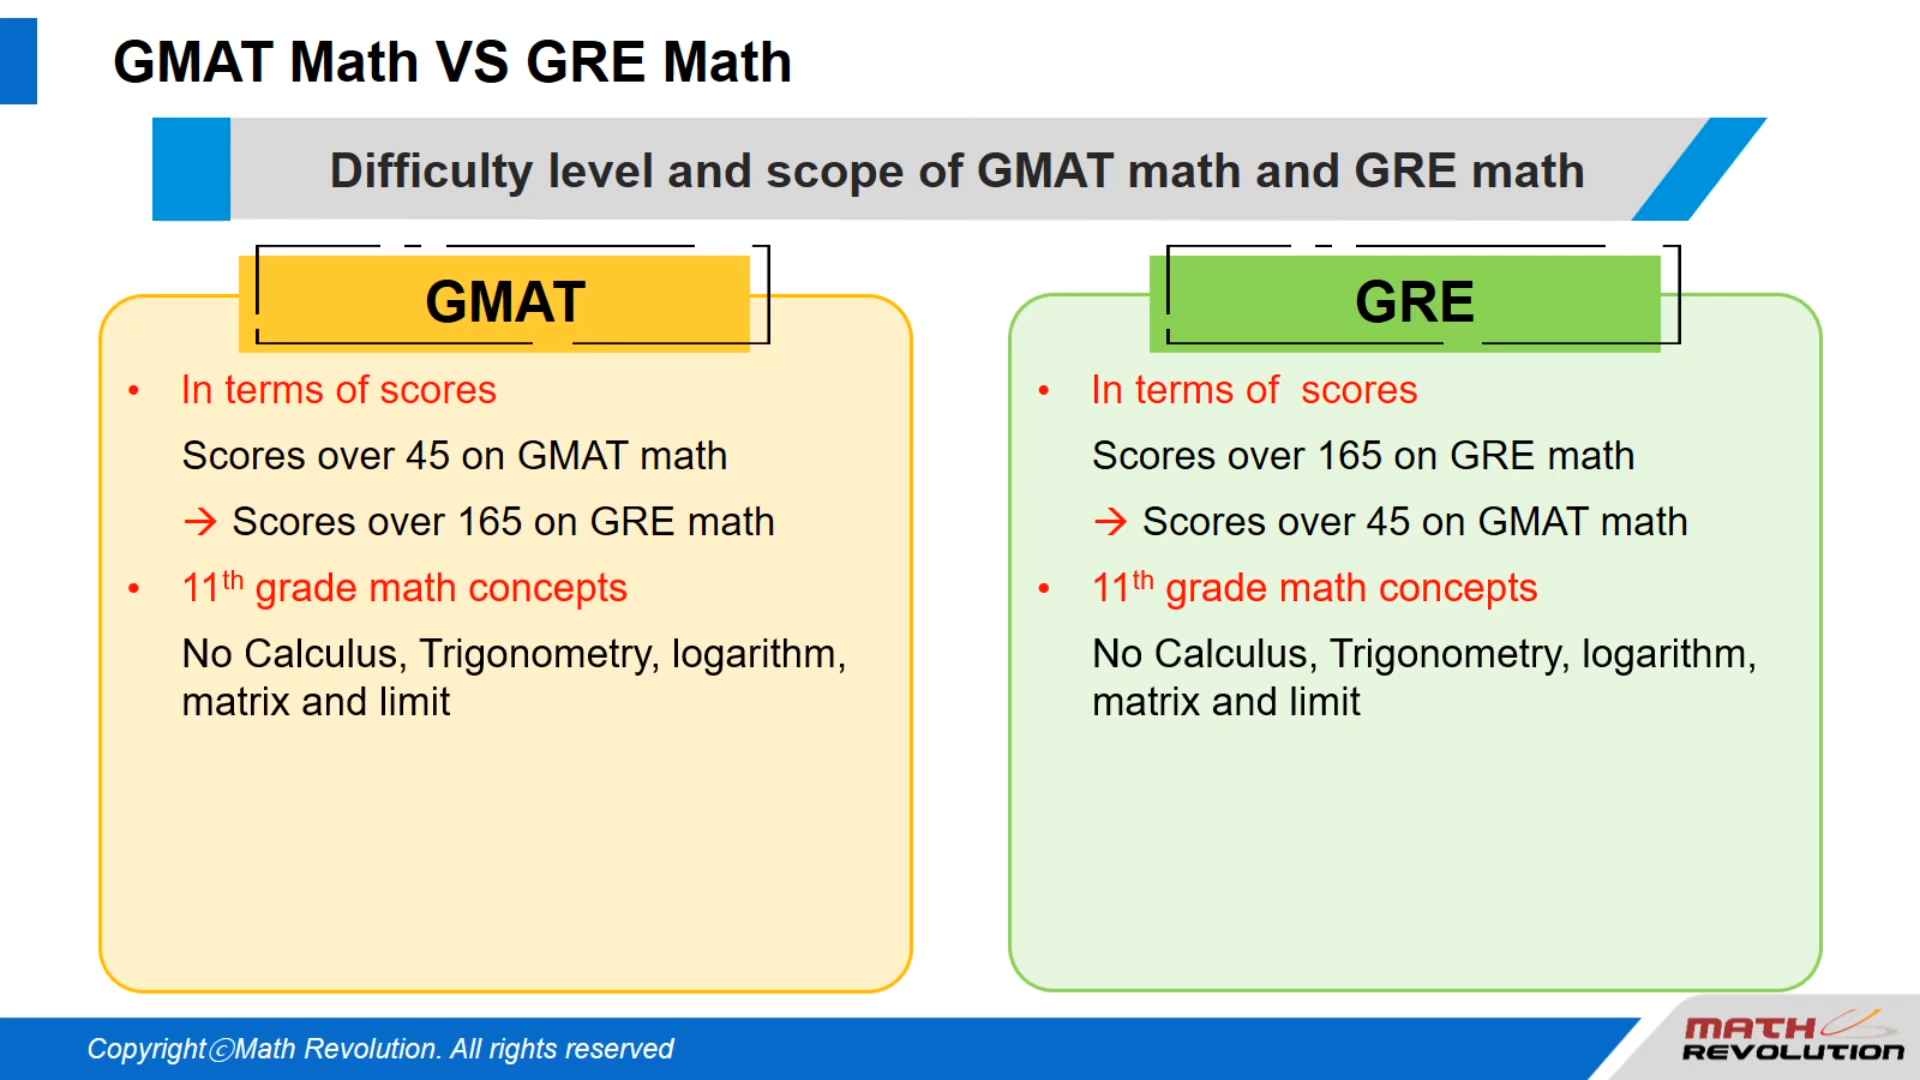 GMAT Math VS GRE Math
Difficulty level and scope of GMAT math and GRE math
GMAT
• In terms of scores
Scores over 45 on GMAT math
→ Scores over 165 on GRE math
• 11th grade math concepts
No Calculus, Trigonometry, logarithm,
matrix and limit
GRE
• In terms of  scores
Scores over 165 on GRE math
→ Scores over 45 on GMAT math
• 11th grade math concepts
No Calculus, Trigonometry, logarithm,
matrix and limit
Copyrightⓒ Math Revolution. All rights reserved
MATH
REVOLUTION